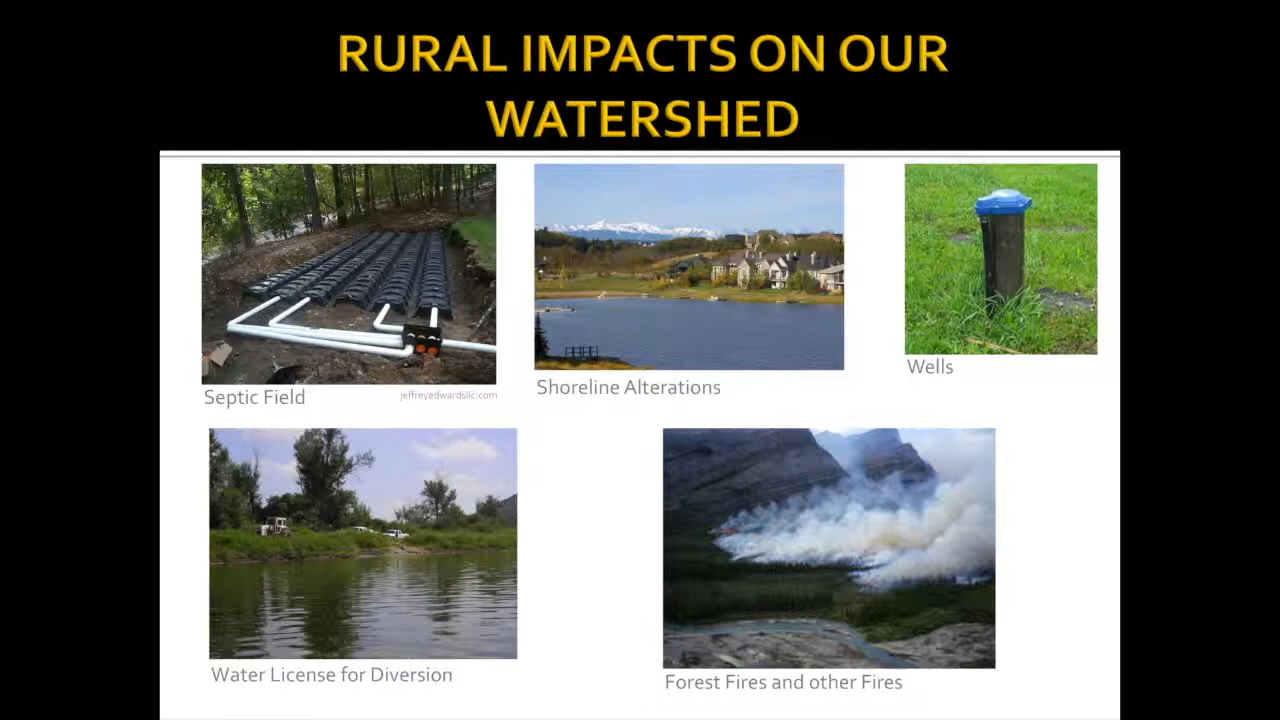 RURAL IMPACTS ON OUR
WATERSHED
Septic Field
jeffreyedwardsllc.com
Shoreline Alterations
Wells
Water License for Diversion
Forest Fires and other Fires